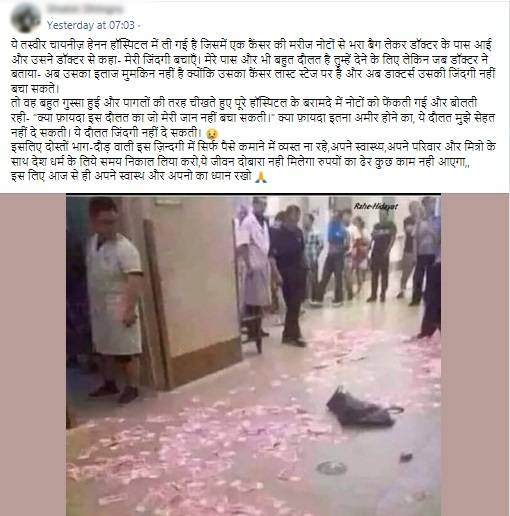 Yesterday at 07:03 ·
ये तस्वीर चायनीज़ हेनन हॉस्पिटल में ली गई है जिसमें एक कैंसर की मरीज नोटों से भरा बैग लेकर डॉक्टर के पास आई
और उसने डॉक्टर से कहा- मेरी जिंदगी बचाएँ। मेरे पास और भी बहुत दौलत है तुम्हें देने के लिए लेकिन जब डॉक्टर ने
बताया- अब उसका इलाज मुमकिन नहीं है क्योंकि उसका कैंसर लास्ट स्टेज पर है और अब डाक्टर्स उसकी जिंदगी नहीं
बचा सकते।
तो वह बहुत गुस्सा हुई और पागलों की तरह चीखते हुए पूरे हॉस्पिटल के बरामदे में नोटों को फेंकती गई और बोलती
रही- "क्या फ़ायदा इस दौलत का जो मेरी जान नहीं बचा सकती।" क्या फ़ायदा इतना अमीर होने का, ये दौलत मुझे सेहत
नहीं दे सकती। ये दौलत जिंदगी नहीं दे सकती। 😢
इसलिए दोस्तों भाग-दौड़ वाली इस ज़िन्दगी में सिर्फ पैसे कमाने में व्यस्त ना रहे,अपने स्वास्थ्य,अपने परिवार और मित्रो के
साथ देश धर्म के लिये समय निकाल लिया करो,ये जीवन दोबारा नही मिलेगा रुपयों का ढेर कुछ काम नही आएगा,,
इस लिए आज से ही अपने स्वास्थ और अपनो का ध्यान रखो 🙏
Rahe-Hidayat